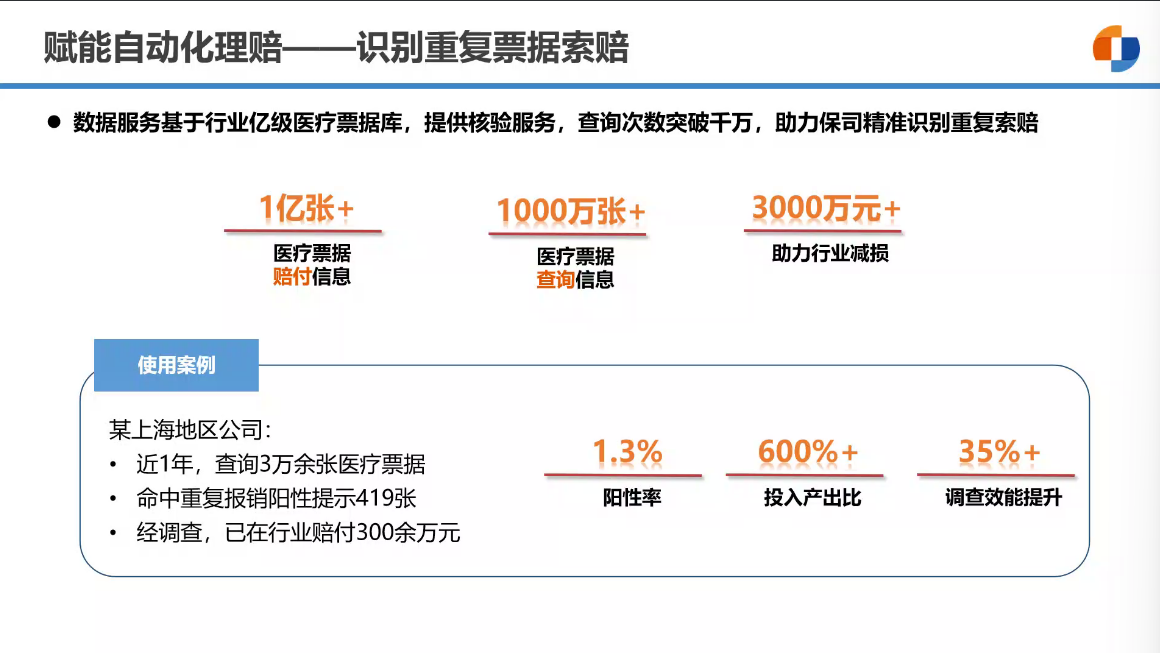 赋能自动化理赔——识别重复票据索赔
● 数据服务基于行业亿级医疗票据库，提供核验服务，查询次数突破千万，助力保司精准识别重复索赔
1亿张+
医疗票据
赔付信息
1000万张+
医疗票据
查询信息
3000万元+
助力行业减损
使用案例
某上海地区公司：
• 近1年，查询3万余张医疗票据
• 命中重复报销阳性提示419张
• 经调查，已在行业赔付300余万元
1.3%
阳性率
600%+
投入产出比
35%+
调查效能提升